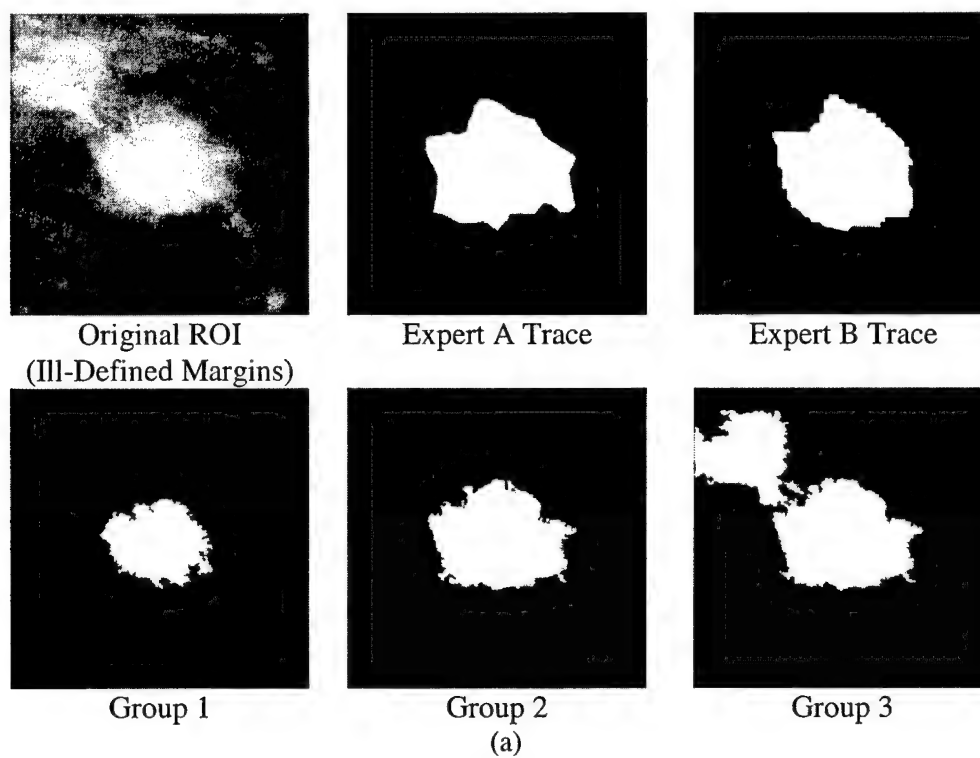 Original ROI
(Ill-Defined Margins)
Expert A Trace
Expert B Trace
Group 1
Group 2
Group 3
(a)